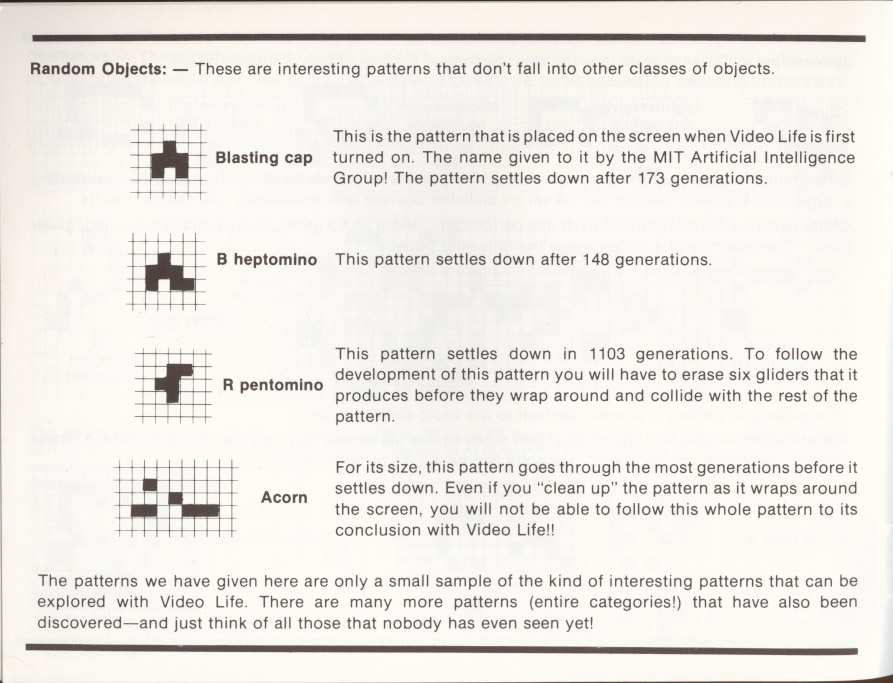 Random Objects: — These are interesting patterns that don't fall into other classes of objects.
Blasting cap
This is the pattern that is placed on the screen when Video Life is first
turned on. The name given to it by the MIT Artificial Intelligence
Group! The pattern settles down after 173 generations.
B heptomino
This pattern settles down after 148 generations.
R pentomino
This pattern settles down in 1103 generations. To follow the
development of this pattern you will have to erase six gliders that it
produces before they wrap around and collide with the rest of the
pattern.
Acorn
For its size, this pattern goes through the most generations before it
settles down. Even if you “clean up” the pattern as it wraps around
the screen, you will not be able to follow this whole pattern to its
conclusion with Video Life!!
The patterns we have given here are only a small sample of the kind of interesting patterns that can be
explored with Video Life. There are many more patterns (entire categories!) that have also been
discovered—and just think of all those that nobody has even seen yet!